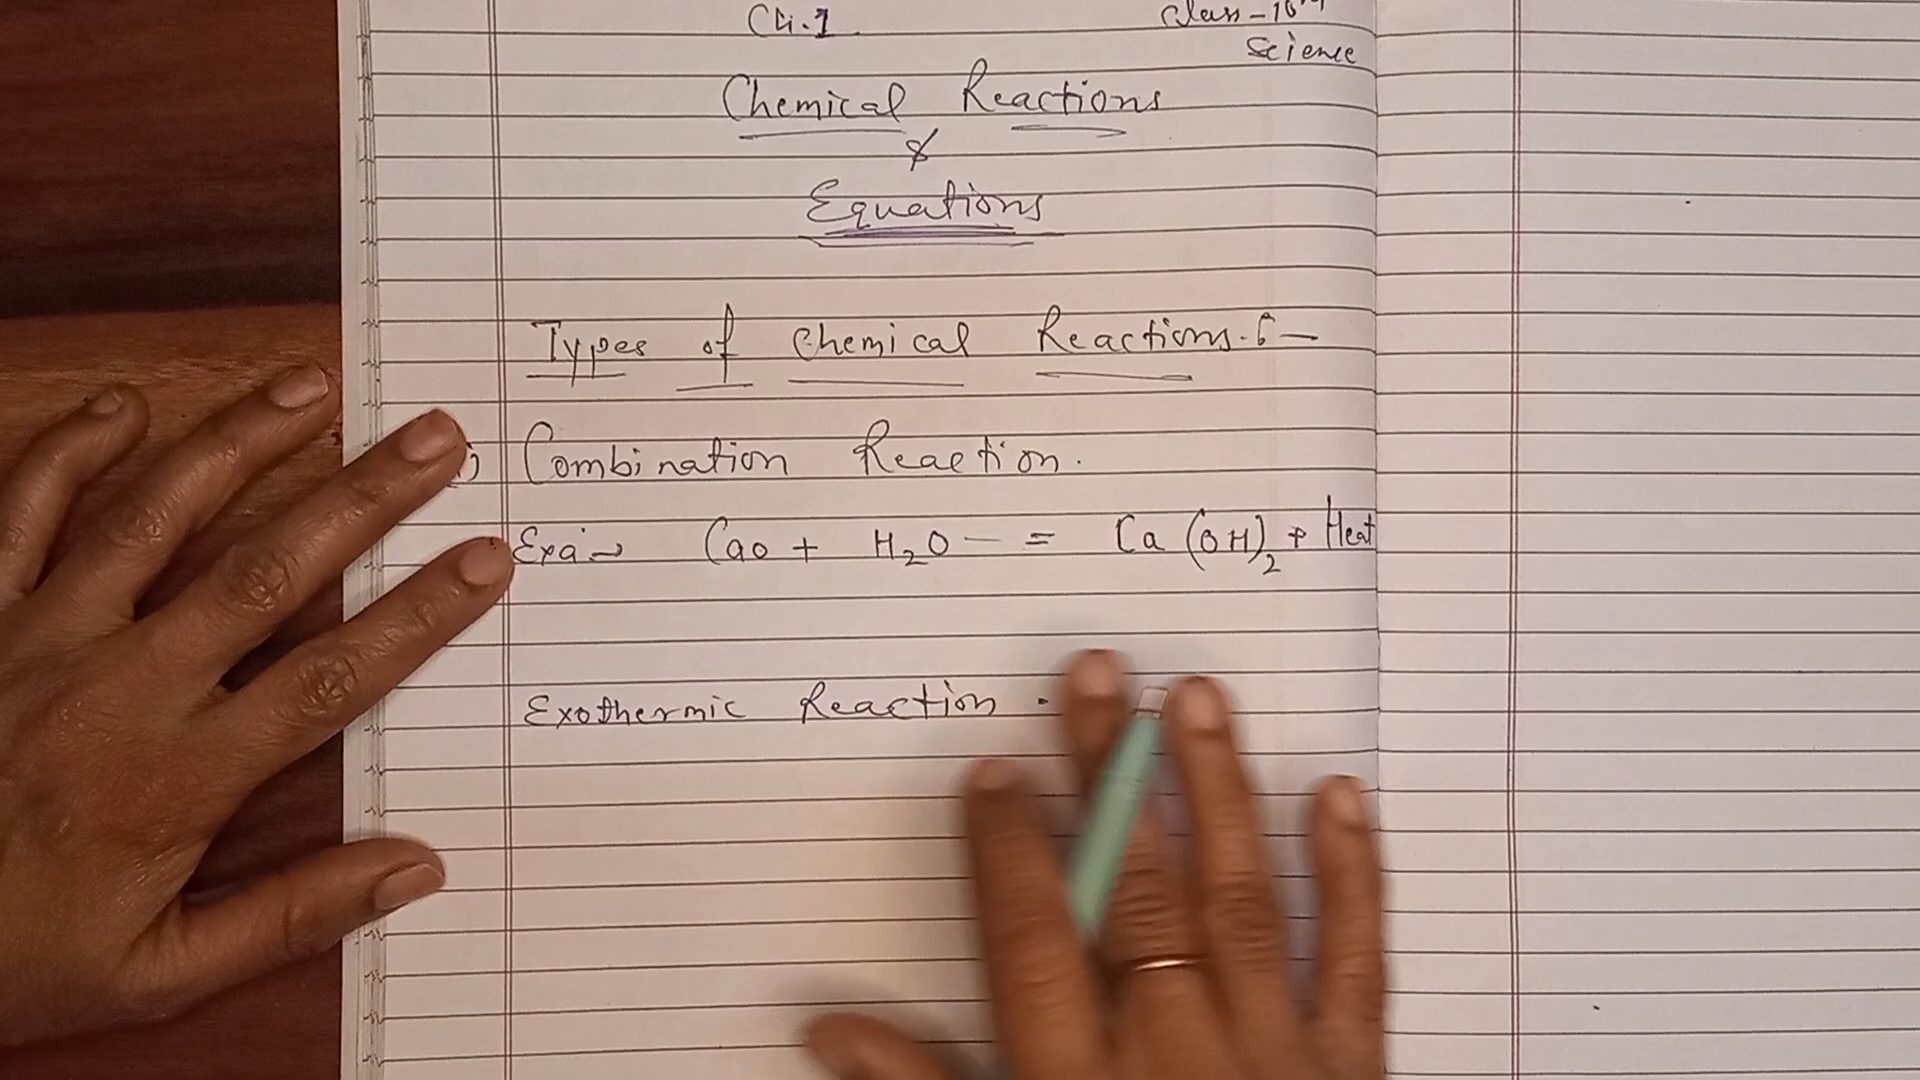 Ch.1
Class-10th
Science
Chemical Reactions
&
Equations
Types of Chemical Reactions.:-
) Combination Reaction.
Exa:→ Cao + H₂O — = Ca(OH)₂ + Heat
Exothermic Reaction.